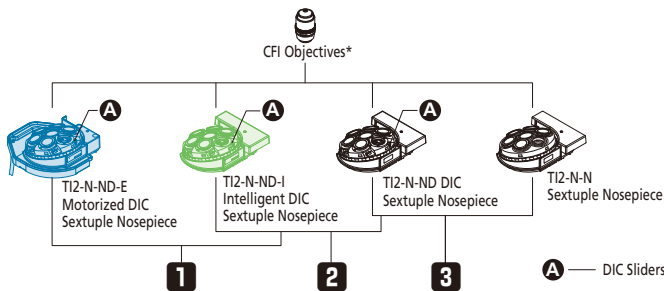 CFI Objectives*
A
A
A
TI2-N-ND-E
Motorized DIC
Sextuple Nosepiece
TI2-N-ND-I
Intelligent DIC
Sextuple Nosepiece
TI2-N-ND DIC
Sextuple Nosepiece
TI2-N-N
Sextuple Nosepiece
1
2
3
A DIC Sliders